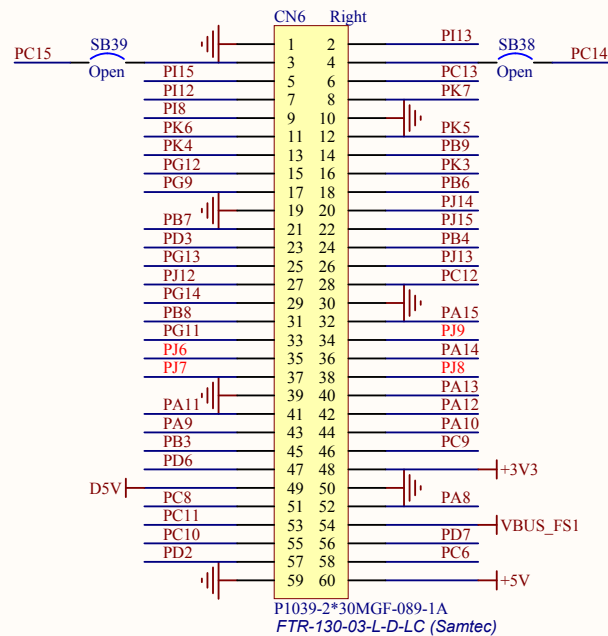 CN6 Right
1 2 PI13
PC15 SB39 3 4 SB38 PC14
Open Open
PI15 5 6 PC13
PI12 7 8 PK7
PI8 9 10
PK6 11 12 PK5
PK4 13 14 PB9
PG12 15 16 PK3
PG9 17 18 PB6
19 20 PJ14
PB7 21 22 PJ15
PD3 23 24 PB4
PG13 25 26 PJ13
PJ12 27 28 PC12
PG14 29 30
PB8 31 32 PA15
PG11 33 34 PJ9
PJ6 35 36 PA14
PJ7 37 38 PJ8
39 40 PA13
PA11 41 42 PA12
PA9 43 44 PA10
PB3 45 46 PC9
PD6 47 48 +3V3
D5V 49 50
PC8 51 52 PA8
PC11 53 54 VBUS_FS1
PC10 55 56 PD7
PD2 57 58 PC6
59 60 +5V
P1039-2*30MGF-089-1A
FTR-130-03-L-D-LC (Samtec)